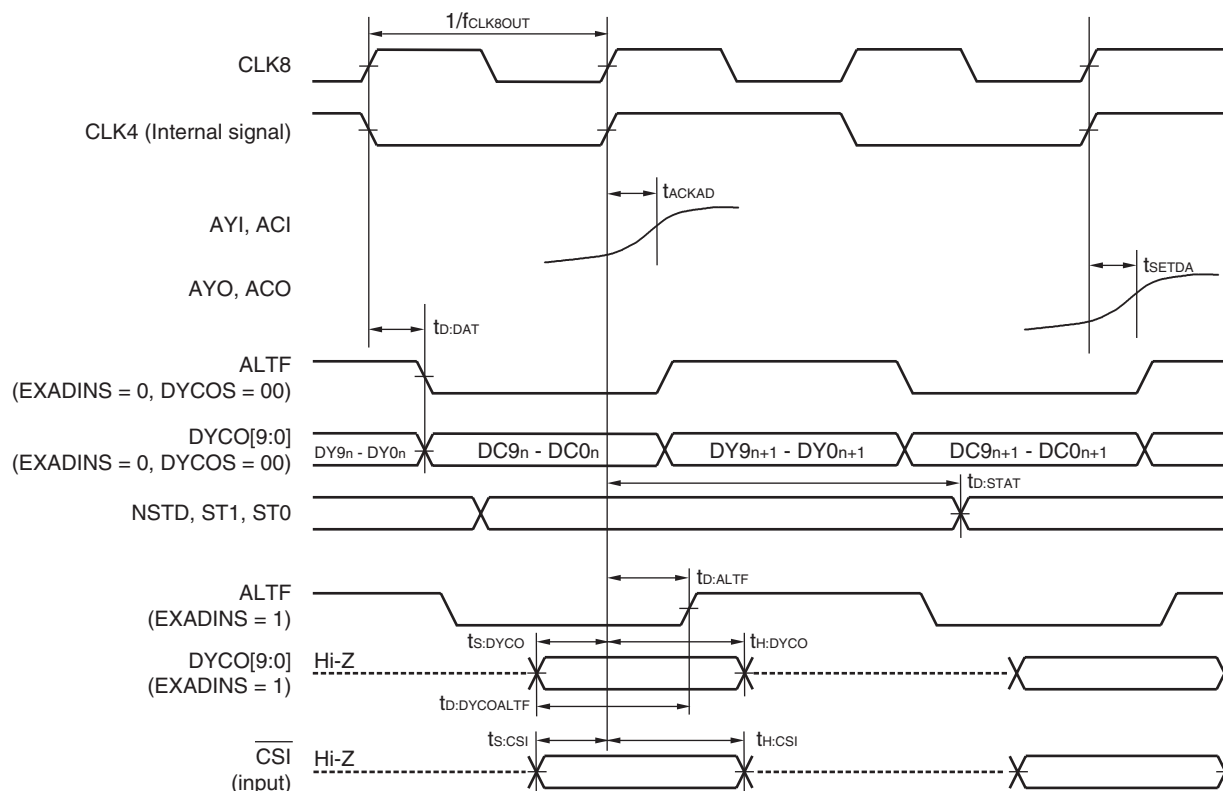 1/fCLK8OUT
CLK8
CLK4 (Internal signal)
tACKAD
AYI, ACI
tSETDA
AYO, ACO
tD:DAT
ALTF
(EXADINS = 0, DYCOS = 00)
DYCO[9:0]
(EXADINS = 0, DYCOS = 00)
DY9n - DY0n
DC9n - DC0n
DY9n+1 - DY0n+1
DC9n+1 - DC0n+1
tD:STAT
NSTD, ST1, ST0
tD:ALTF
ALTF
(EXADINS = 1)
tS:DYCO
tH:DYCO
DYCO[9:0]
(EXADINS = 1)
Hi-Z
tD:DYCOALTF
tS:CSI
tH:CSI
CSI
(input)
Hi-Z